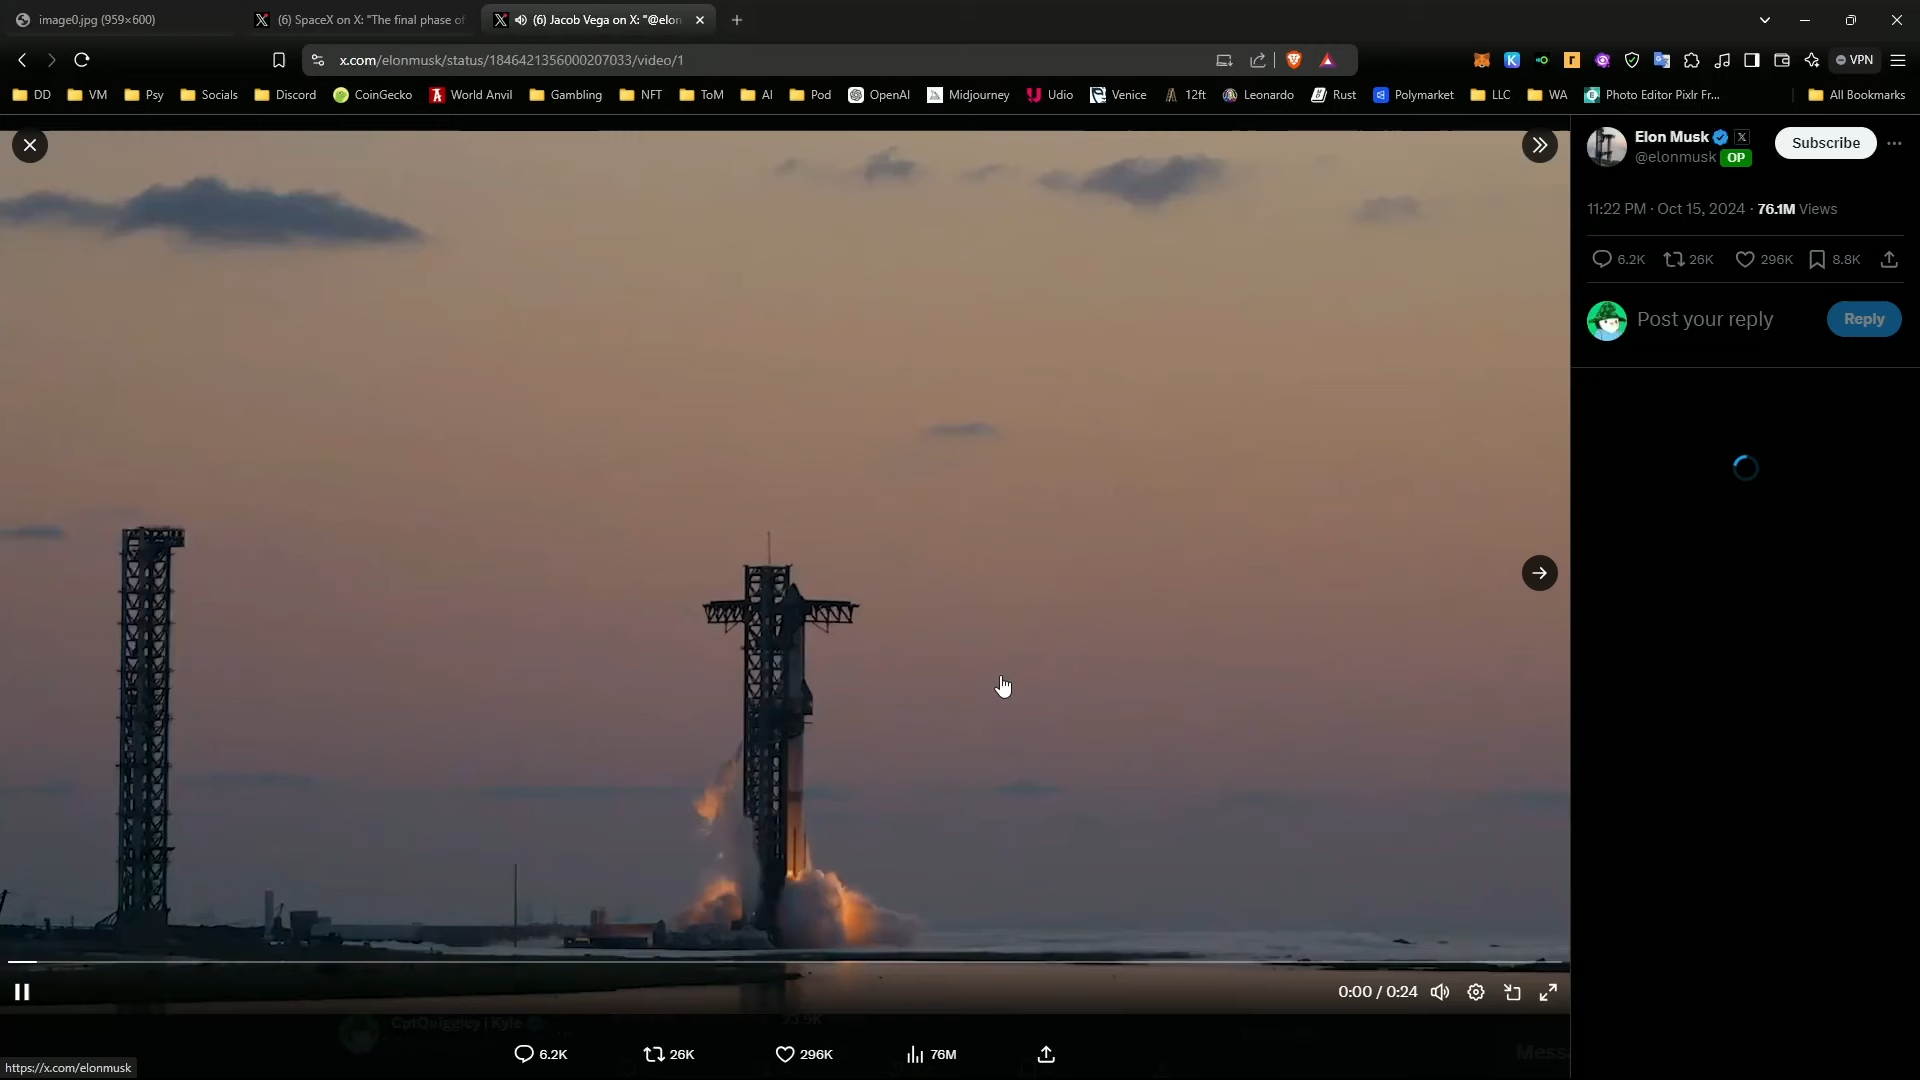 image0.jpg (959×600)
(6) SpaceX on X: "The final phase of
(6) Jacob Vega on X: "@elon
x.com/elonmusk/status/1846421356000207033/video/1
VPN
DD VM Psy Socials Discord CoinGecko World Anvil Gambling NFT ToM AI Pod OpenAI Midjourney Udio Venice 12ft Leonardo Rust Polymarket LLC WA Photo Editor Pixlr Fr... All Bookmarks
Elon Musk
@elonmusk OP
Subscribe
11:22 PM · Oct 15, 2024 · 76.1M Views
6.2K 26K 296K 8.8K
Post your reply
Reply
0:00 / 0:24
CptQuiggley | Kyle
23.9K
6.2K 26K 296K 76M
https://x.com/elonmusk